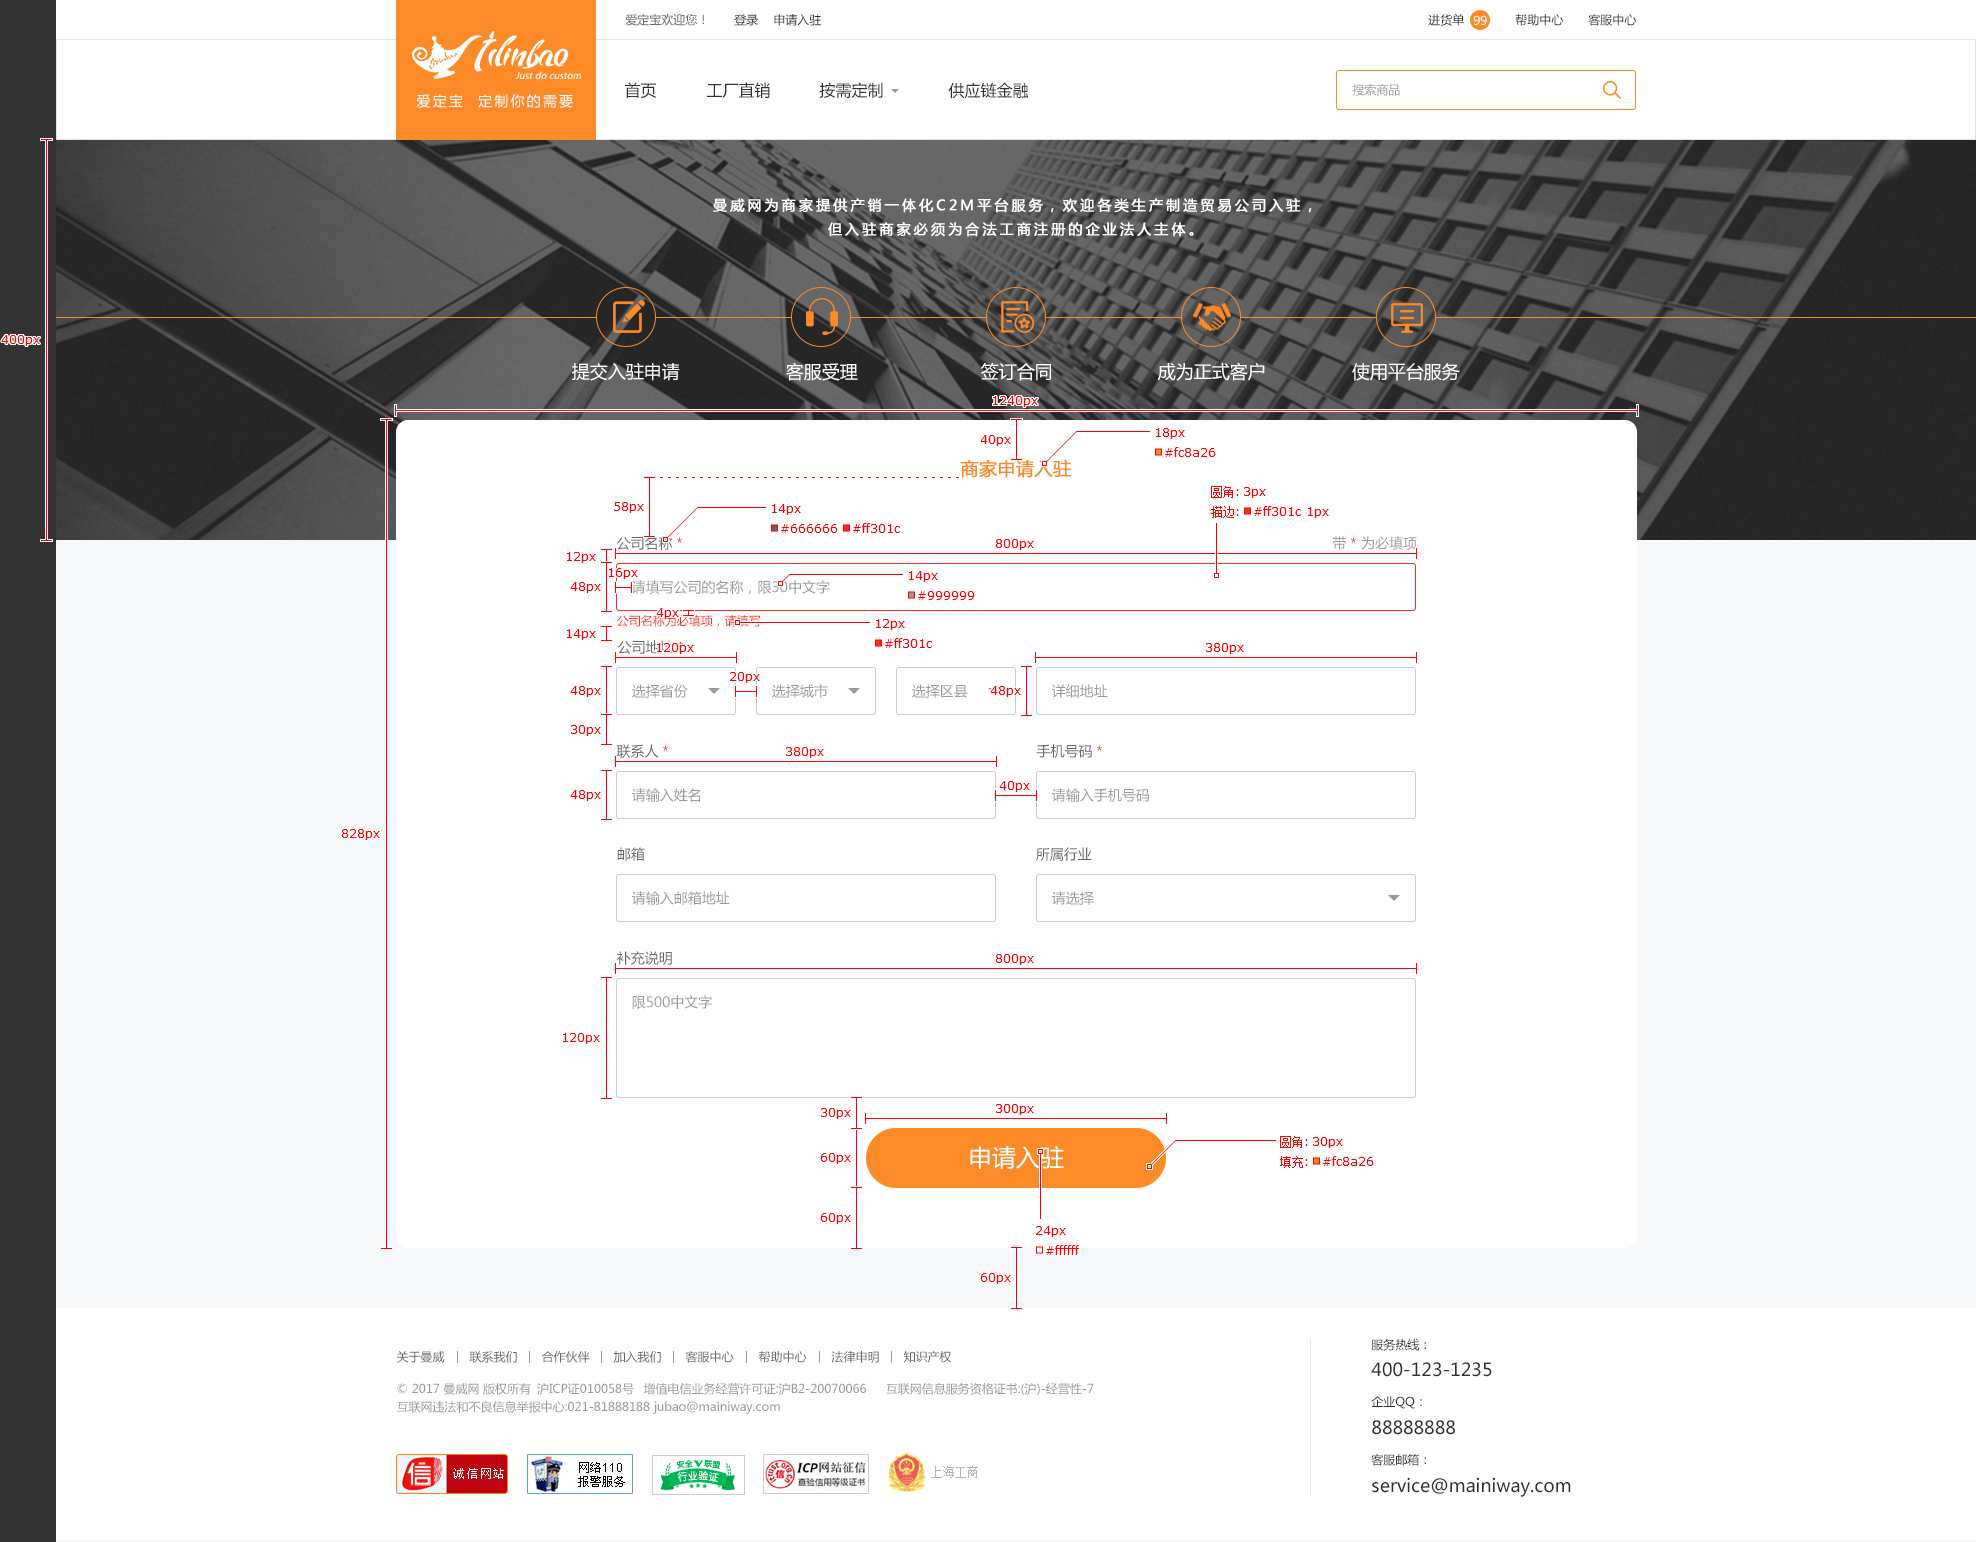 爱定宝欢迎您！ 登录 申请入驻 进货单 99 帮助中心 客服中心
Just do custom
爱定宝 定制你的需要
首页 工厂直销 按需定制 供应链金融 搜索商品
曼威网为商家提供产销一体化C2M平台服务，欢迎各类生产制造贸易公司入驻，
但入驻商家必须为合法工商注册的企业法人主体。
400px
提交入驻申请 客服受理 签订合同 成为正式客户 使用平台服务
1240px
40px 18px
#fc8a26
商家申请入驻
58px 14px 圆角: 3px
#666666 #ff301c 描边: #ff301c 1px
公司名称 * 800px 带 * 为必填项
12px
16px
48px 请填写公司的名称，限30中文字 14px
#999999
4px
公司名称为必填项，请填写 12px
14px #ff301c
公司地 120px 380px
20px
48px 选择省份 选择城市 选择区县 48px 详细地址
30px
联系人 * 380px 手机号码 *
48px 请输入姓名 40px 请输入手机号码
828px
邮箱 所属行业
请输入邮箱地址 请选择
补充说明 800px
限500中文字
120px
30px 300px
60px 申请入驻 圆角: 30px
填充: #fc8a26
60px
24px
#ffffff
60px
关于曼威 | 联系我们 | 合作伙伴 | 加入我们 | 客服中心 | 帮助中心 | 法律申明 | 知识产权
© 2017 曼威网 版权所有 沪ICP证010058号 增值电信业务经营许可证:沪B2-20070066 互联网信息服务资格证书:(沪)-经营性-7
互联网违法和不良信息举报中心:021-81888188 jubao@mainiway.com
信 诚信网站
网络110
报警服务
安全V联盟
行业验证
ICP网站征信
直验信用等级证书
上海工商
服务热线：
400-123-1235
企业QQ：
88888888
客服邮箱：
service@mainiway.com